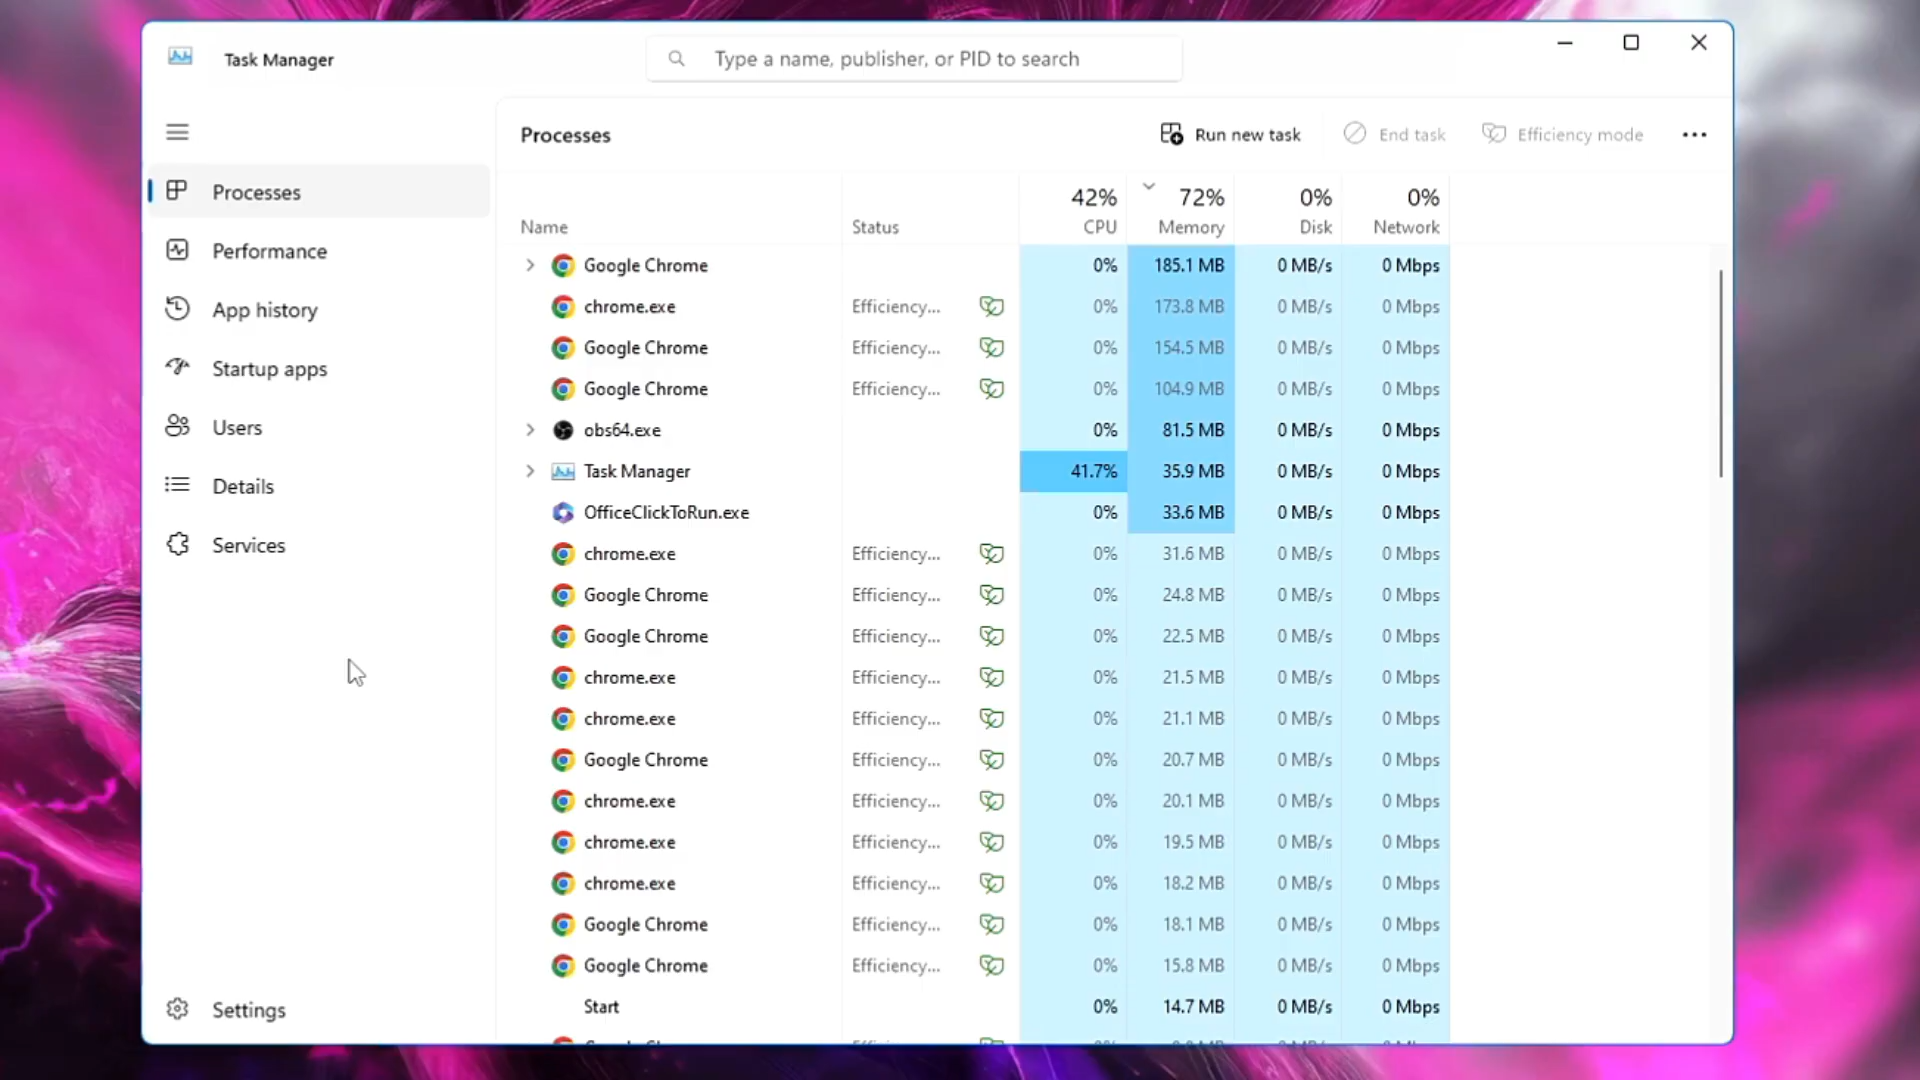 Task Manager
Type a name, publisher, or PID to search
Processes
Run new task
End task
Efficiency mode
Processes
Performance
App history
Startup apps
Users
Details
Services
Settings
42% 72% 0% 0%
Name Status CPU Memory Disk Network
Google Chrome 0% 185.1 MB 0 MB/s 0 Mbps
chrome.exe Efficiency... 0% 173.8 MB 0 MB/s 0 Mbps
Google Chrome Efficiency... 0% 154.5 MB 0 MB/s 0 Mbps
Google Chrome Efficiency... 0% 104.9 MB 0 MB/s 0 Mbps
obs64.exe 0% 81.5 MB 0 MB/s 0 Mbps
Task Manager 41.7% 35.9 MB 0 MB/s 0 Mbps
OfficeClickToRun.exe 0% 33.6 MB 0 MB/s 0 Mbps
chrome.exe Efficiency... 0% 31.6 MB 0 MB/s 0 Mbps
Google Chrome Efficiency... 0% 24.8 MB 0 MB/s 0 Mbps
Google Chrome Efficiency... 0% 22.5 MB 0 MB/s 0 Mbps
chrome.exe Efficiency... 0% 21.5 MB 0 MB/s 0 Mbps
chrome.exe Efficiency... 0% 21.1 MB 0 MB/s 0 Mbps
Google Chrome Efficiency... 0% 20.7 MB 0 MB/s 0 Mbps
chrome.exe Efficiency... 0% 20.1 MB 0 MB/s 0 Mbps
chrome.exe Efficiency... 0% 19.5 MB 0 MB/s 0 Mbps
chrome.exe Efficiency... 0% 18.2 MB 0 MB/s 0 Mbps
Google Chrome Efficiency... 0% 18.1 MB 0 MB/s 0 Mbps
Google Chrome Efficiency... 0% 15.8 MB 0 MB/s 0 Mbps
Start 0% 14.7 MB 0 MB/s 0 Mbps